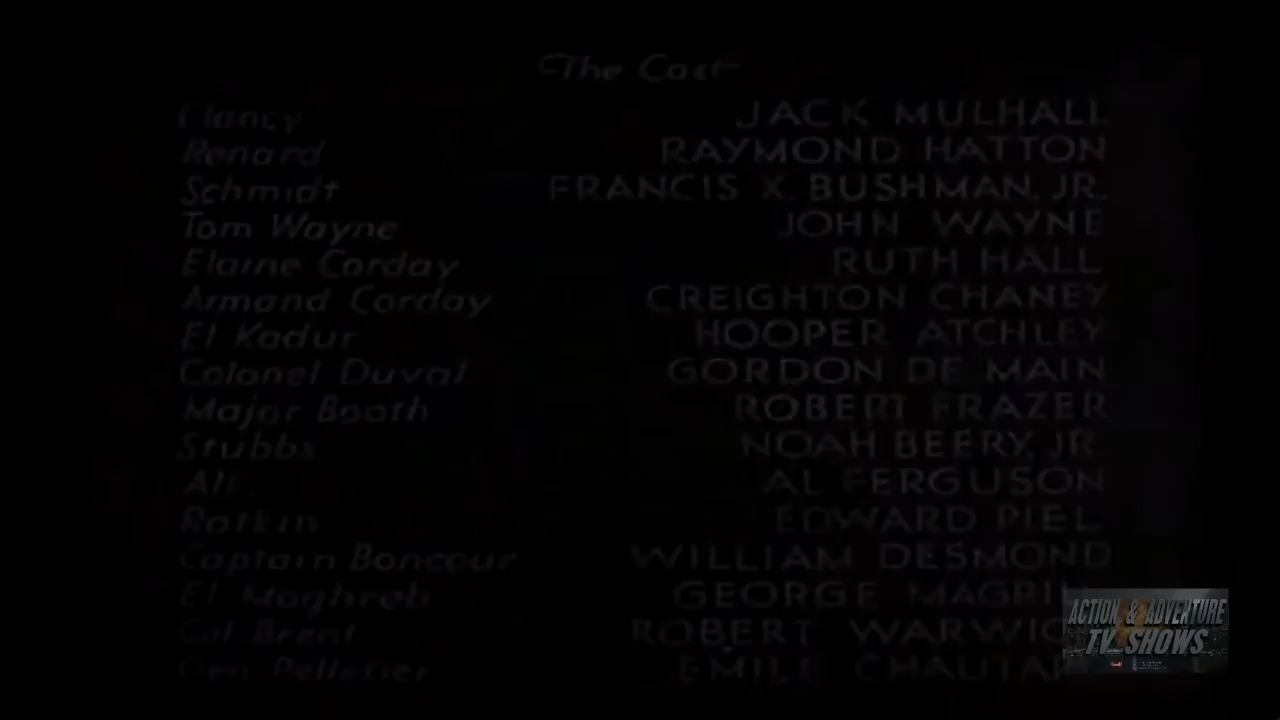 The Cast
Clancy JACK MULHALL
Renard RAYMOND HATTON
Schmidt FRANCIS X. BUSHMAN, JR.
Tom Wayne JOHN WAYNE
Elaine Corday RUTH HALL
Armand Corday CREIGHTON CHANEY
El Kadur HOOPER ATCHLEY
Colonel Duval GORDON DE MAIN
Major Booth ROBERT FRAZER
Stubbs NOAH BEERY, JR.
Ali AL FERGUSON
Ratkin EDWARD PIEL
Captain Boncour WILLIAM DESMOND
El Maghreb GEORGE
Col Brent ROBERT
Pelletier EMILE
ACTION & ADVENTURE
TV SHOWS